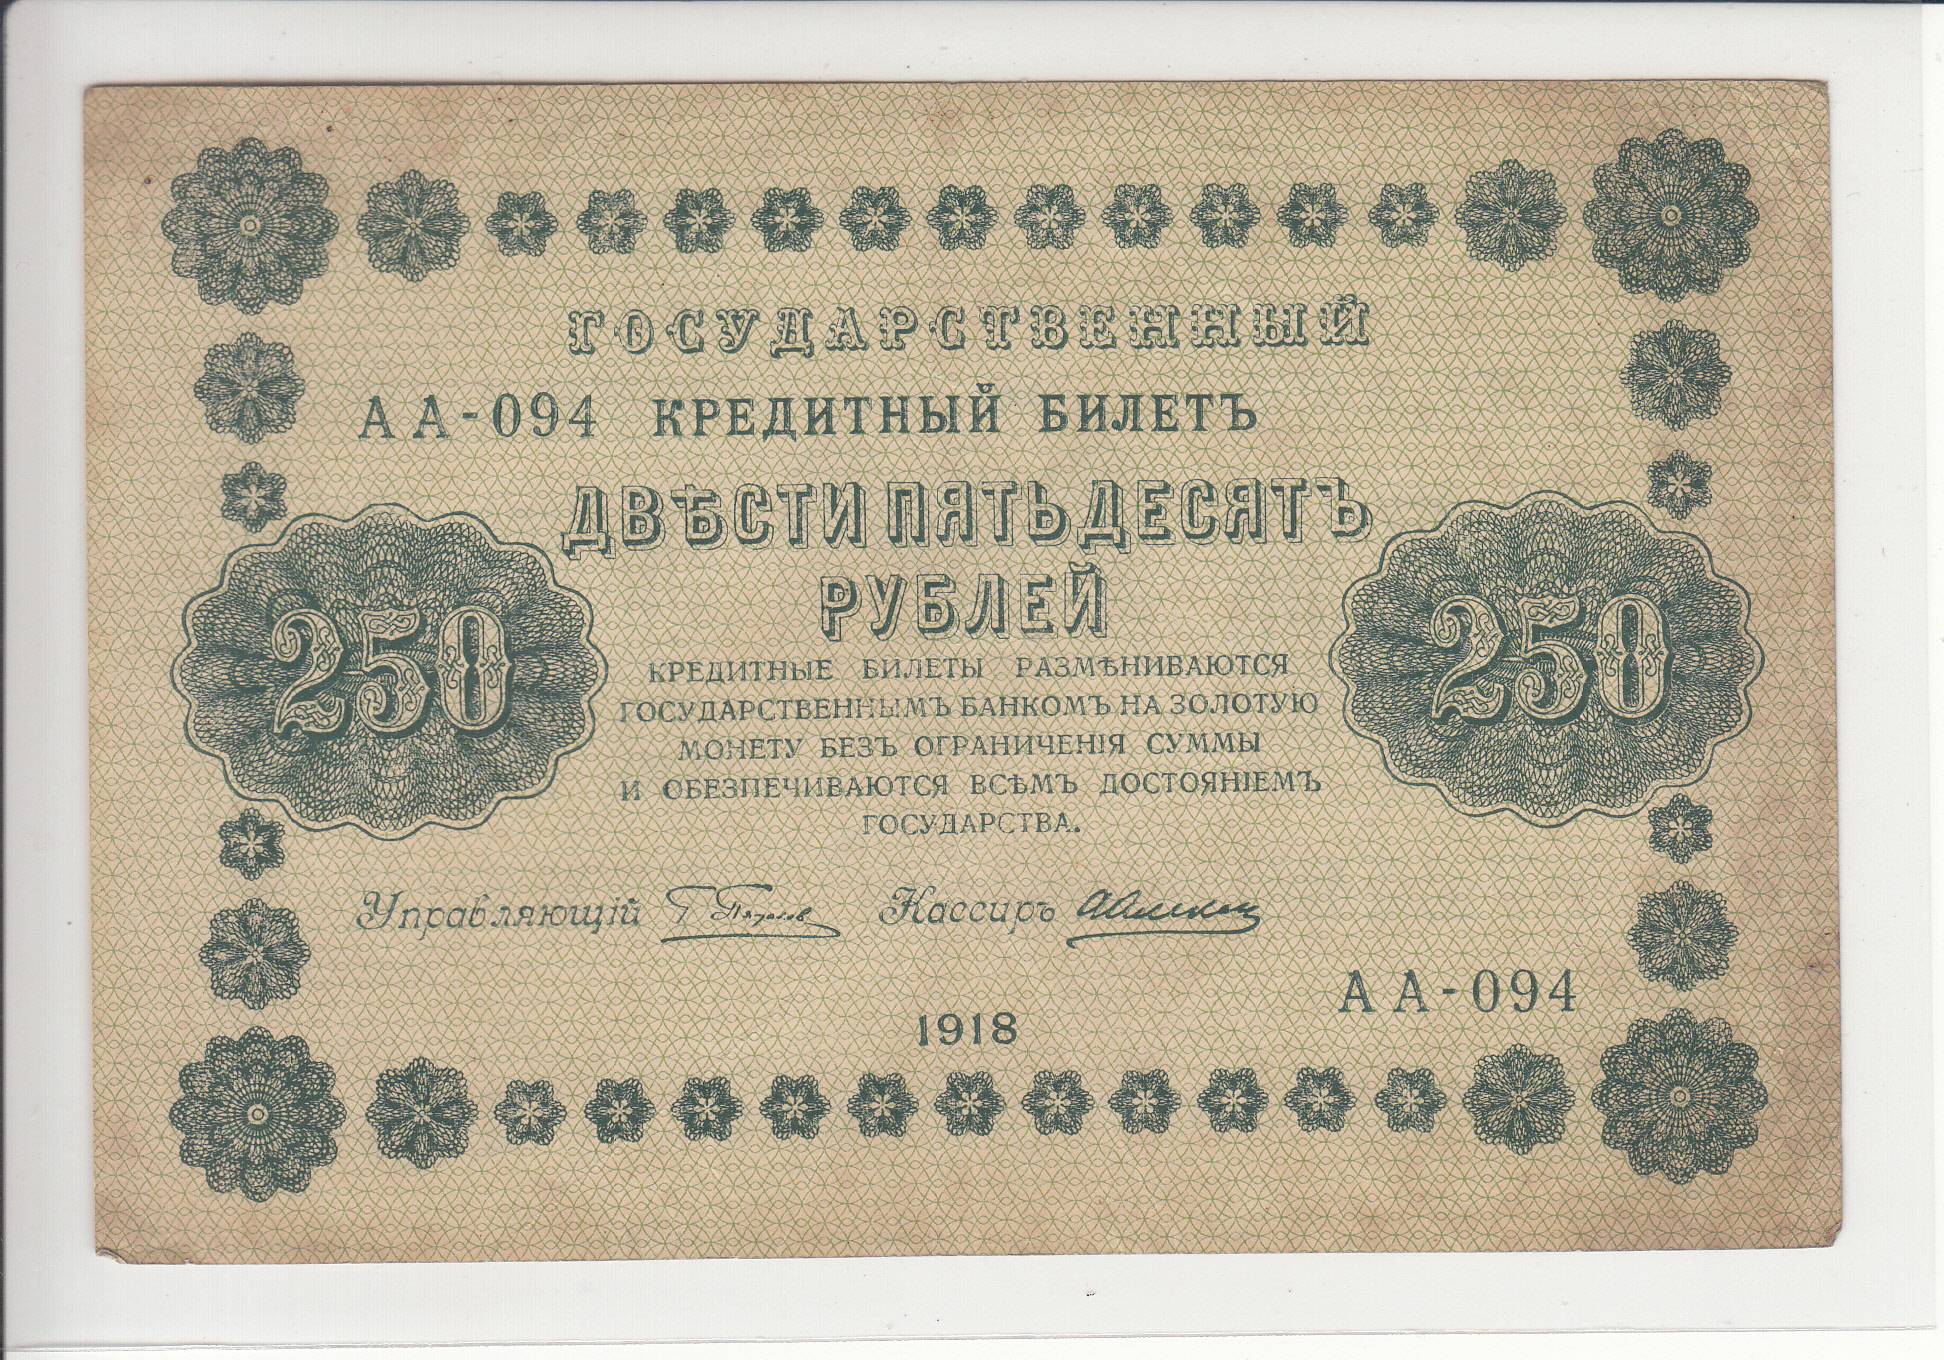 ГОСУДАРСТВЕННЫЙ
АА-094 КРЕДИТНЫЙ БИЛЕТЪ
ДВѢСТИ ПЯТЬДЕСЯТЪ
РУБЛЕЙ
250
250
КРЕДИТНЫЕ БИЛЕТЫ РАЗМѢНИВАЮТСЯ
ГОСУДАРСТВЕННЫМЪ БАНКОМЪ НА ЗОЛОТУЮ
МОНЕТУ БЕЗЪ ОГРАНИЧЕНІЯ СУММЫ
И ОБЕЗПЕЧИВАЮТСЯ ВСѢМЪ ДОСТОЯНІЕМЪ
ГОСУДАРСТВА.
Управляющій Кассиръ
АА-094
1918